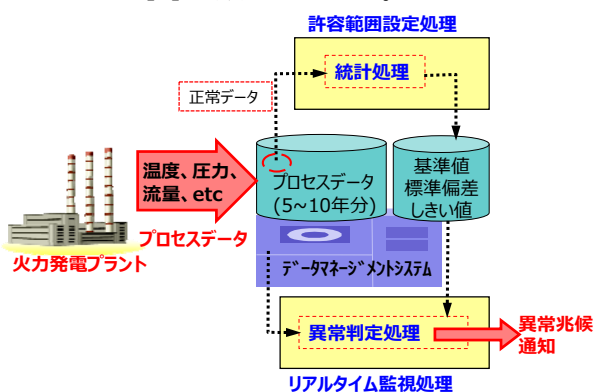 許容範囲設定処理
統計処理
正常データ
温度、圧力、
流量、etc
プロセスデータ
(5~10年分)
基準値
標準偏差
しきい値
プロセスデータ
火力発電プラント
データマネージメントシステム
異常判定処理
異常兆候
通知
リアルタイム監視処理